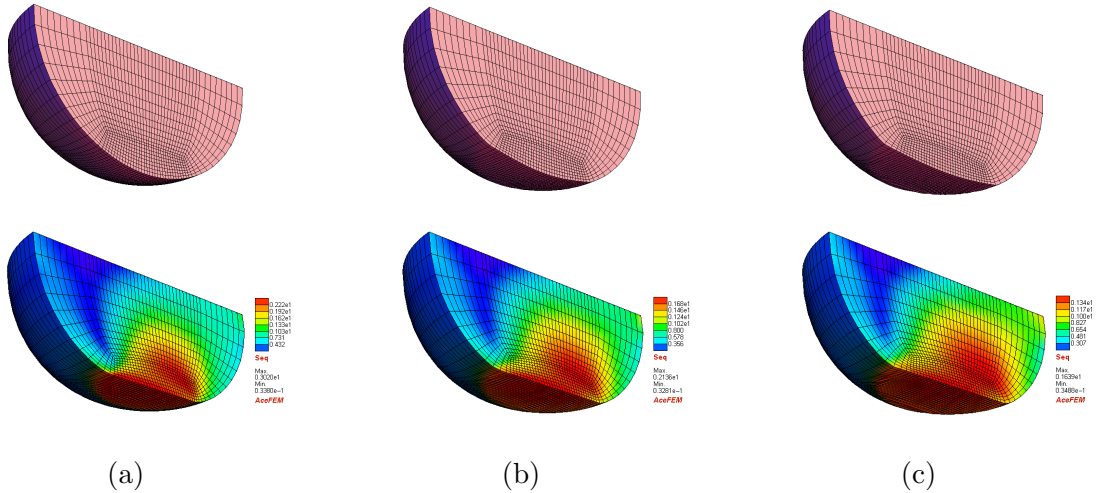 0.222e1
0.192e1
0.162e1
0.133e1
0.103e1
0.731
0.432
Seq
Max.
0.3020e1
Min.
0.3380e-1
AceFEM
0.168e1
0.146e1
0.124e1
0.102e1
0.800
0.578
0.356
Seq
Max.
0.2136e1
Min.
0.3281e-1
AceFEM
0.134e1
0.117e1
0.100e1
0.827
0.654
0.481
0.307
Seq
Max.
0.1639e1
Min.
0.3488e-1
AceFEM
(a)
(b)
(c)